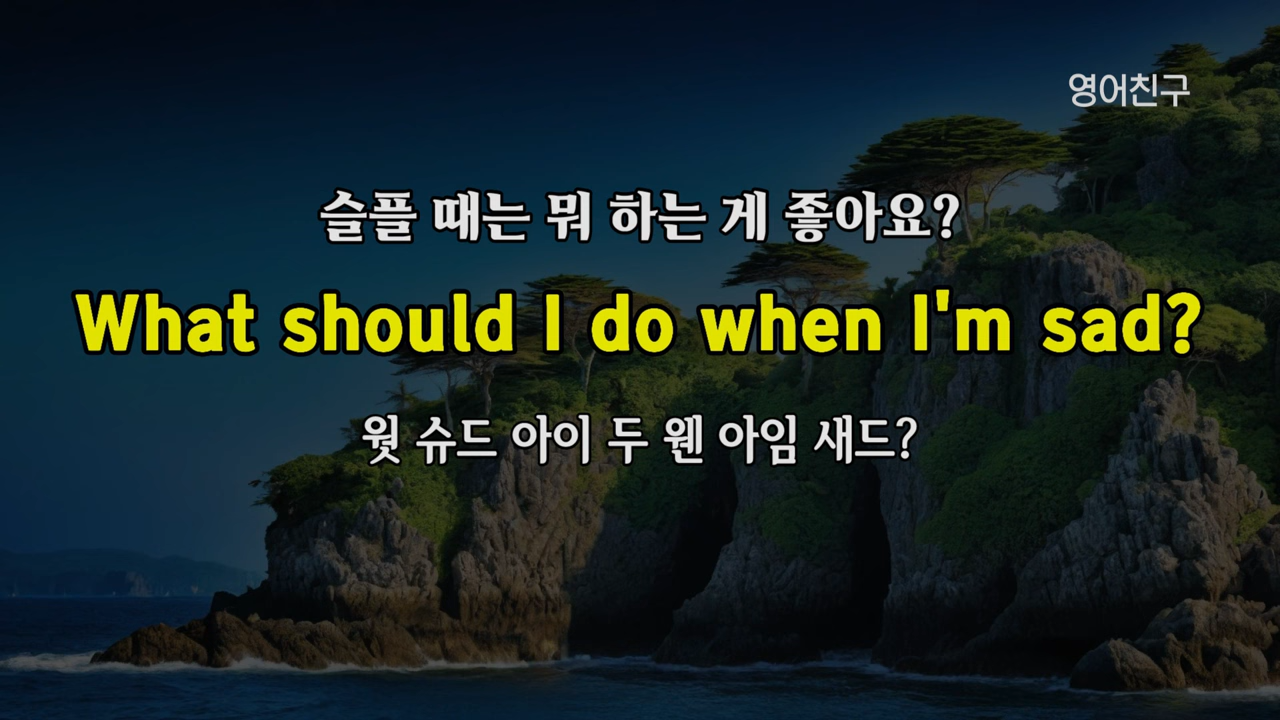 영어친구
슬플 때는 뭐 하는 게 좋아요?
What should I do when I'm sad?
웟 슈드 아이 두 웬 아임 새드?